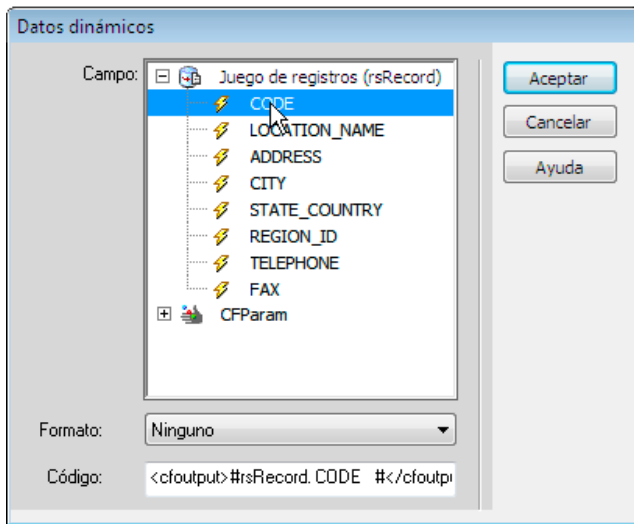 Datos dinámicos
Campo:
Juego de registros (rsRecord)
CODE
LOCATION_NAME
ADDRESS
CITY
STATE_COUNTRY
REGION_ID
TELEPHONE
FAX
CFParam
Aceptar
Cancelar
Ayuda
Formato: Ninguno
Código: <cfoutput>#rsRecord. CODE #</cfoutp